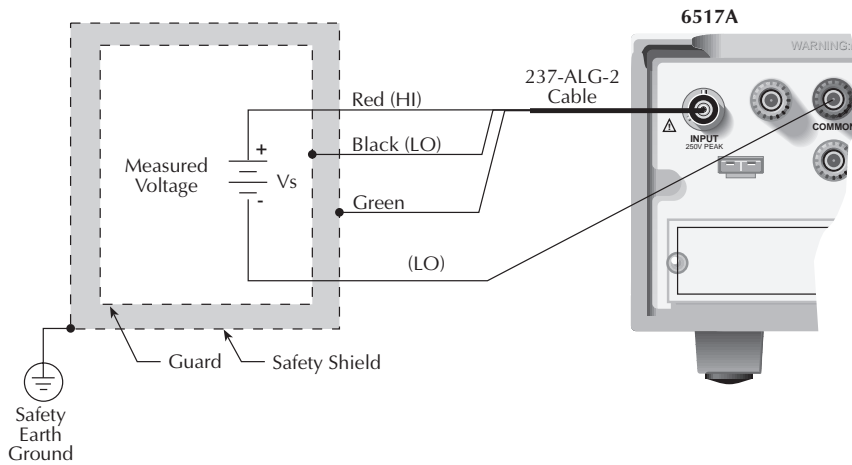 6517A
WARNING:
237-ALG-2
Cable
Red (HI)
Black (LO)
Green
(LO)
Measured
Voltage
+
Vs
-
INPUT
250V PEAK
COMMON
Guard
Safety Shield
Safety
Earth
Ground